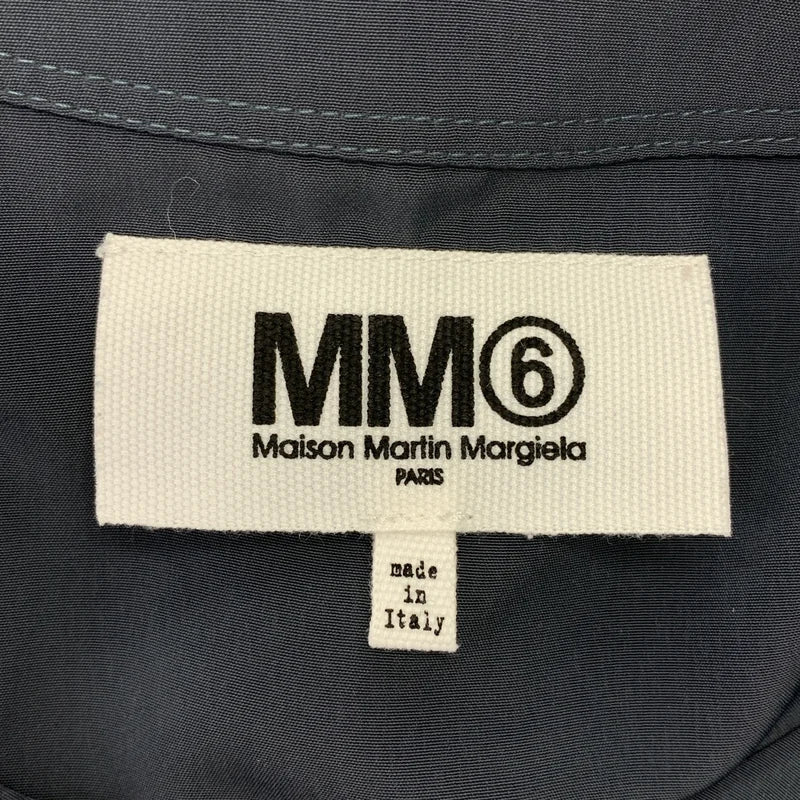 MM⑥
Maison Martin Margiela
PARIS
made
in
Italy